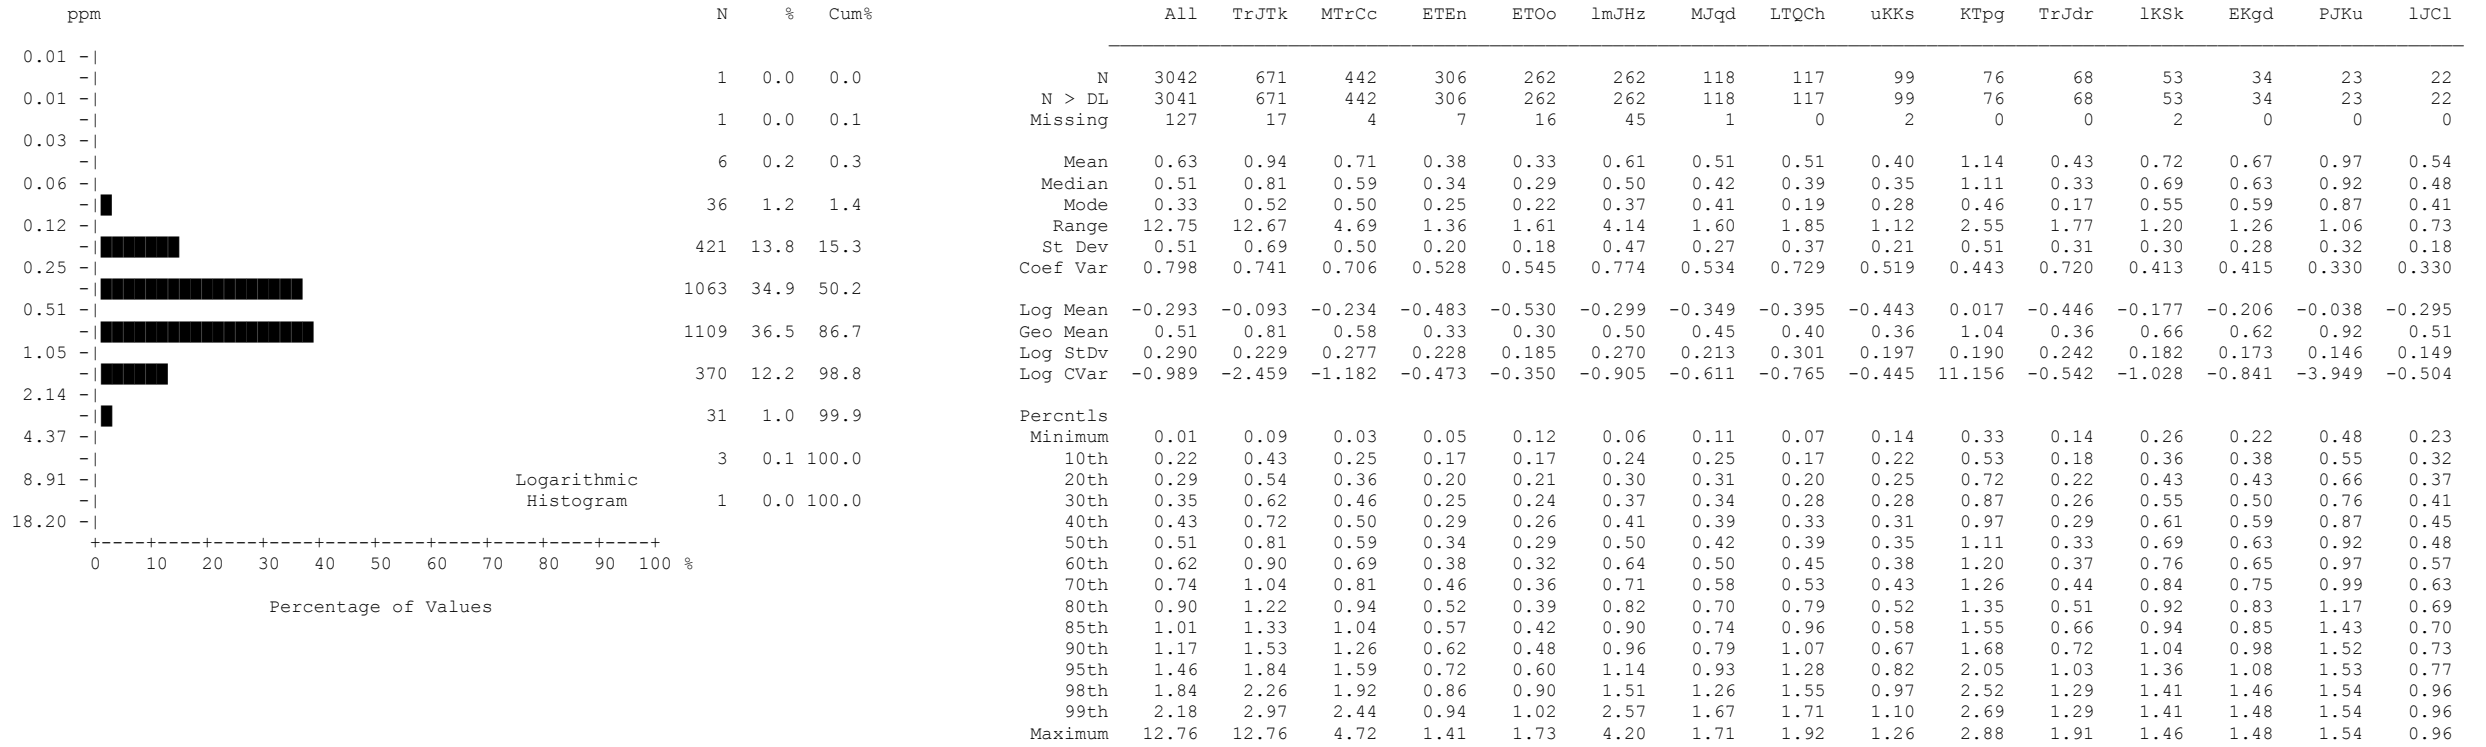 ppm N % Cum% All TrJTk MTrCc ETEn ETOo lmJHz MJqd LTQCh uKKs KTpg TrJdr lKSk EKgd PJKu lJCl
0.01 -|
-| 1 0.0 0.0 N 3042 671 442 306 262 262 118 117 99 76 68 53 34 23 22
0.01 -| N > DL 3041 671 442 306 262 262 118 117 99 76 68 53 34 23 22
-| 1 0.0 0.1 Missing 127 17 4 7 16 45 1 0 2 0 0 2 0 0 0
0.03 -|
-| 6 0.2 0.3 Mean 0.63 0.94 0.71 0.38 0.33 0.61 0.51 0.51 0.40 1.14 0.43 0.72 0.67 0.97 0.54
0.06 -| Median 0.51 0.81 0.59 0.34 0.29 0.50 0.42 0.39 0.35 1.11 0.33 0.69 0.63 0.92 0.48
-| 36 1.2 1.4 Mode 0.33 0.52 0.50 0.25 0.22 0.37 0.41 0.19 0.28 0.46 0.17 0.55 0.59 0.87 0.41
0.12 -| Range 12.75 12.67 4.69 1.36 1.61 4.14 1.60 1.85 1.12 2.55 1.77 1.20 1.26 1.06 0.73
-| 421 13.8 15.3 St Dev 0.51 0.69 0.50 0.20 0.18 0.47 0.27 0.37 0.21 0.51 0.31 0.30 0.28 0.32 0.18
0.25 -| Coef Var 0.798 0.741 0.706 0.528 0.545 0.774 0.534 0.729 0.519 0.443 0.720 0.413 0.415 0.330 0.330
-| 1063 34.9 50.2
0.51 -| Log Mean -0.293 -0.093 -0.234 -0.483 -0.530 -0.299 -0.349 -0.395 -0.443 0.017 -0.446 -0.177 -0.206 -0.038 -0.295
-| 1109 36.5 86.7 Geo Mean 0.51 0.81 0.58 0.33 0.30 0.50 0.45 0.40 0.36 1.04 0.36 0.66 0.62 0.92 0.51
1.05 -| Log StDv 0.290 0.229 0.277 0.228 0.185 0.270 0.213 0.301 0.197 0.190 0.242 0.182 0.173 0.146 0.149
-| 370 12.2 98.8 Log CVar -0.989 -2.459 -1.182 -0.473 -0.350 -0.905 -0.611 -0.765 -0.445 11.156 -0.542 -1.028 -0.841 -3.949 -0.504
2.14 -|
-| 31 1.0 99.9 Percntls
4.37 -| Minimum 0.01 0.09 0.03 0.05 0.12 0.06 0.11 0.07 0.14 0.33 0.14 0.26 0.22 0.48 0.23
-| 3 0.1 100.0 10th 0.22 0.43 0.25 0.17 0.17 0.24 0.25 0.17 0.22 0.53 0.18 0.36 0.38 0.55 0.32
8.91 -| Logarithmic 20th 0.29 0.54 0.36 0.20 0.21 0.30 0.31 0.20 0.25 0.72 0.22 0.43 0.43 0.66 0.37
-| Histogram 1 0.0 100.0 30th 0.35 0.62 0.46 0.25 0.24 0.37 0.34 0.28 0.28 0.87 0.26 0.55 0.50 0.76 0.41
18.20 -| 40th 0.43 0.72 0.50 0.29 0.26 0.41 0.39 0.33 0.31 0.97 0.29 0.61 0.59 0.87 0.45
+----+----+----+----+----+----+----+----+----+----+ 50th 0.51 0.81 0.59 0.34 0.29 0.50 0.42 0.39 0.35 1.11 0.33 0.69 0.63 0.92 0.48
0 10 20 30 40 50 60 70 80 90 100 % 60th 0.62 0.90 0.69 0.38 0.32 0.64 0.50 0.45 0.38 1.20 0.37 0.76 0.65 0.97 0.57
70th 0.74 1.04 0.81 0.46 0.36 0.71 0.58 0.53 0.43 1.26 0.44 0.84 0.75 0.99 0.63
Percentage of Values 80th 0.90 1.22 0.94 0.52 0.39 0.82 0.70 0.79 0.52 1.35 0.51 0.92 0.83 1.17 0.69
85th 1.01 1.33 1.04 0.57 0.42 0.90 0.74 0.96 0.58 1.55 0.66 0.94 0.85 1.43 0.70
90th 1.17 1.53 1.26 0.62 0.48 0.96 0.79 1.07 0.67 1.68 0.72 1.04 0.98 1.52 0.73
95th 1.46 1.84 1.59 0.72 0.60 1.14 0.93 1.28 0.82 2.05 1.03 1.36 1.08 1.53 0.77
98th 1.84 2.26 1.92 0.86 0.90 1.51 1.26 1.55 0.97 2.52 1.29 1.41 1.46 1.54 0.96
99th 2.18 2.97 2.44 0.94 1.02 2.57 1.67 1.71 1.10 2.69 1.29 1.41 1.48 1.54 0.96
Maximum 12.76 12.76 4.72 1.41 1.73 4.20 1.71 1.92 1.26 2.88 1.91 1.46 1.48 1.54 0.96